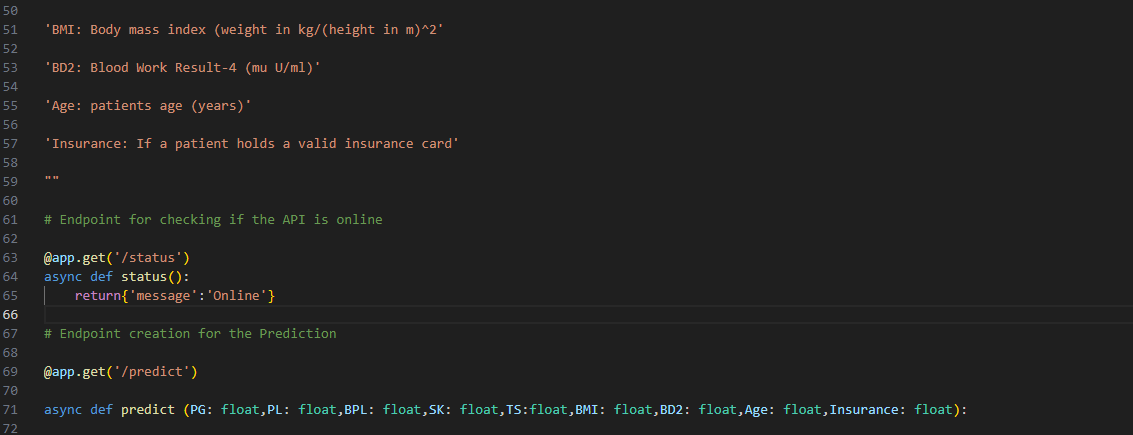 50
51 'BMI: Body mass index (weight in kg/(height in m)^2'
52
53 'BD2: Blood Work Result-4 (mu U/ml)'
54
55 'Age: patients age (years)'
56
57 'Insurance: If a patient holds a valid insurance card'
58
59 ""
60
61 # Endpoint for checking if the API is online
62
63 @app.get('/status')
64 async def status():
65     return{'message':'Online'}
66
67 # Endpoint creation for the Prediction
68
69 @app.get('/predict')
70
71 async def predict (PG: float,PL: float,BPL: float,SK: float,TS:float,BMI: float,BD2: float,Age: float,Insurance: float):
72